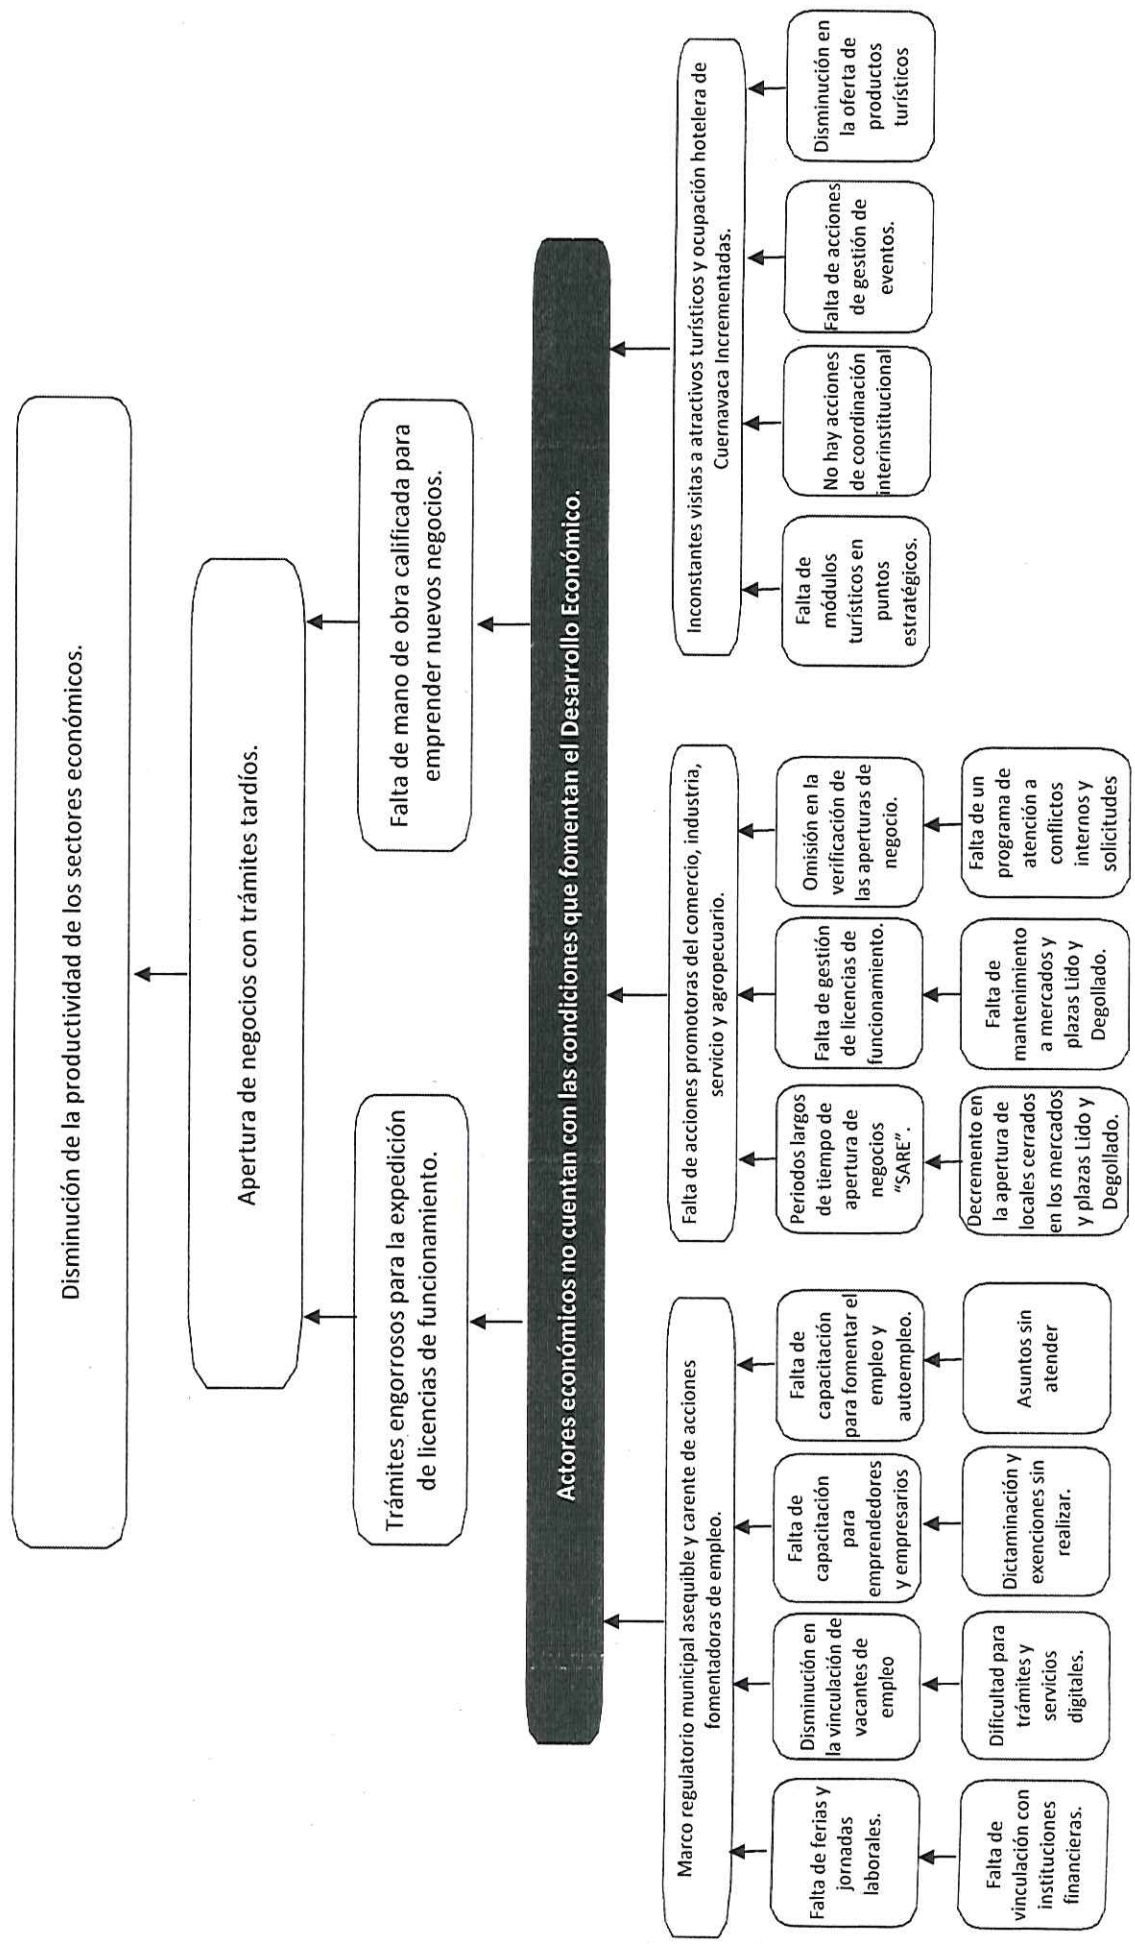 Disminución de la productividad de los sectores económicos.
Apertura de negocios con trámites tardíos.
Trámites engorrosos para la expedición
de licencias de funcionamiento.
Falta de mano de obra calificada para
emprender nuevos negocios.
Actores económicos no cuentan con las condiciones que fomentan el Desarrollo Económico.
Marco regulatorio municipal asequible y carente de acciones
fomentadoras de empleo.
Falta de acciones promotoras del comercio, industria,
servicio y agropecuario.
Inconstantes visitas a atractivos turísticos y ocupación hotelera de
Cuernavaca Incrementadas.
Falta de ferias y
jornadas
laborales.
Disminución en
la vinculación de
vacantes de
empleo
Falta de
capacitación
para
emprendedores
y empresarios
Falta de
capacitación
para fomentar el
empleo y
autoempleo.
Periodos largos
de tiempo de
apertura de
negocios
“SARE”.
Falta de gestión
de licencias de
funcionamiento.
Omisión en la
verificación de
las aperturas de
negocio.
Falta de
módulos
turísticos en
puntos
estratégicos.
No hay acciones
de coordinación
interinstitucional
Falta de acciones
de gestión de
eventos.
Disminución en
la oferta de
productos
turísticos
Falta de
vinculación con
instituciones
financieras.
Dificultad para
trámites y
servicios
digitales.
Dictaminación y
exenciones sin
realizar.
Asuntos sin
atender
Decremento en
la apertura de
locales cerrados
en los mercados
y plazas Lido y
Degollado.
Falta de
mantenimiento
a mercados y
plazas Lido y
Degollado.
Falta de un
programa de
atención a
conflictos
internos y
solicitudes